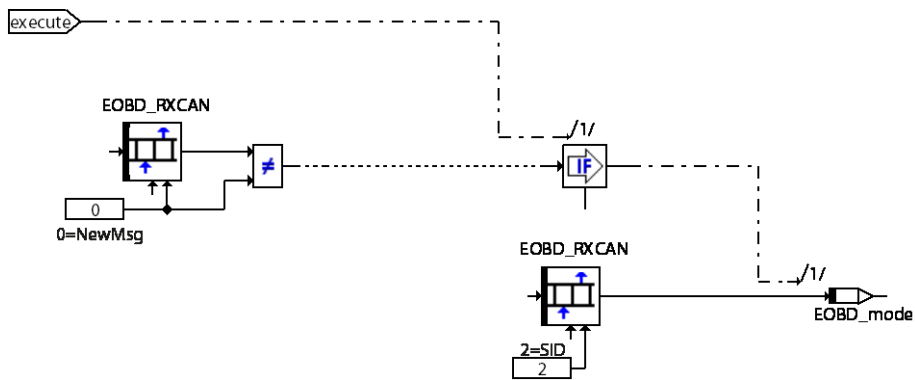 execute
EOBD_RXCAN
/1/
≠
IF
0
0=NewMsg
EOBD_RXCAN
/1/
EOBD_mode
2=SID
2